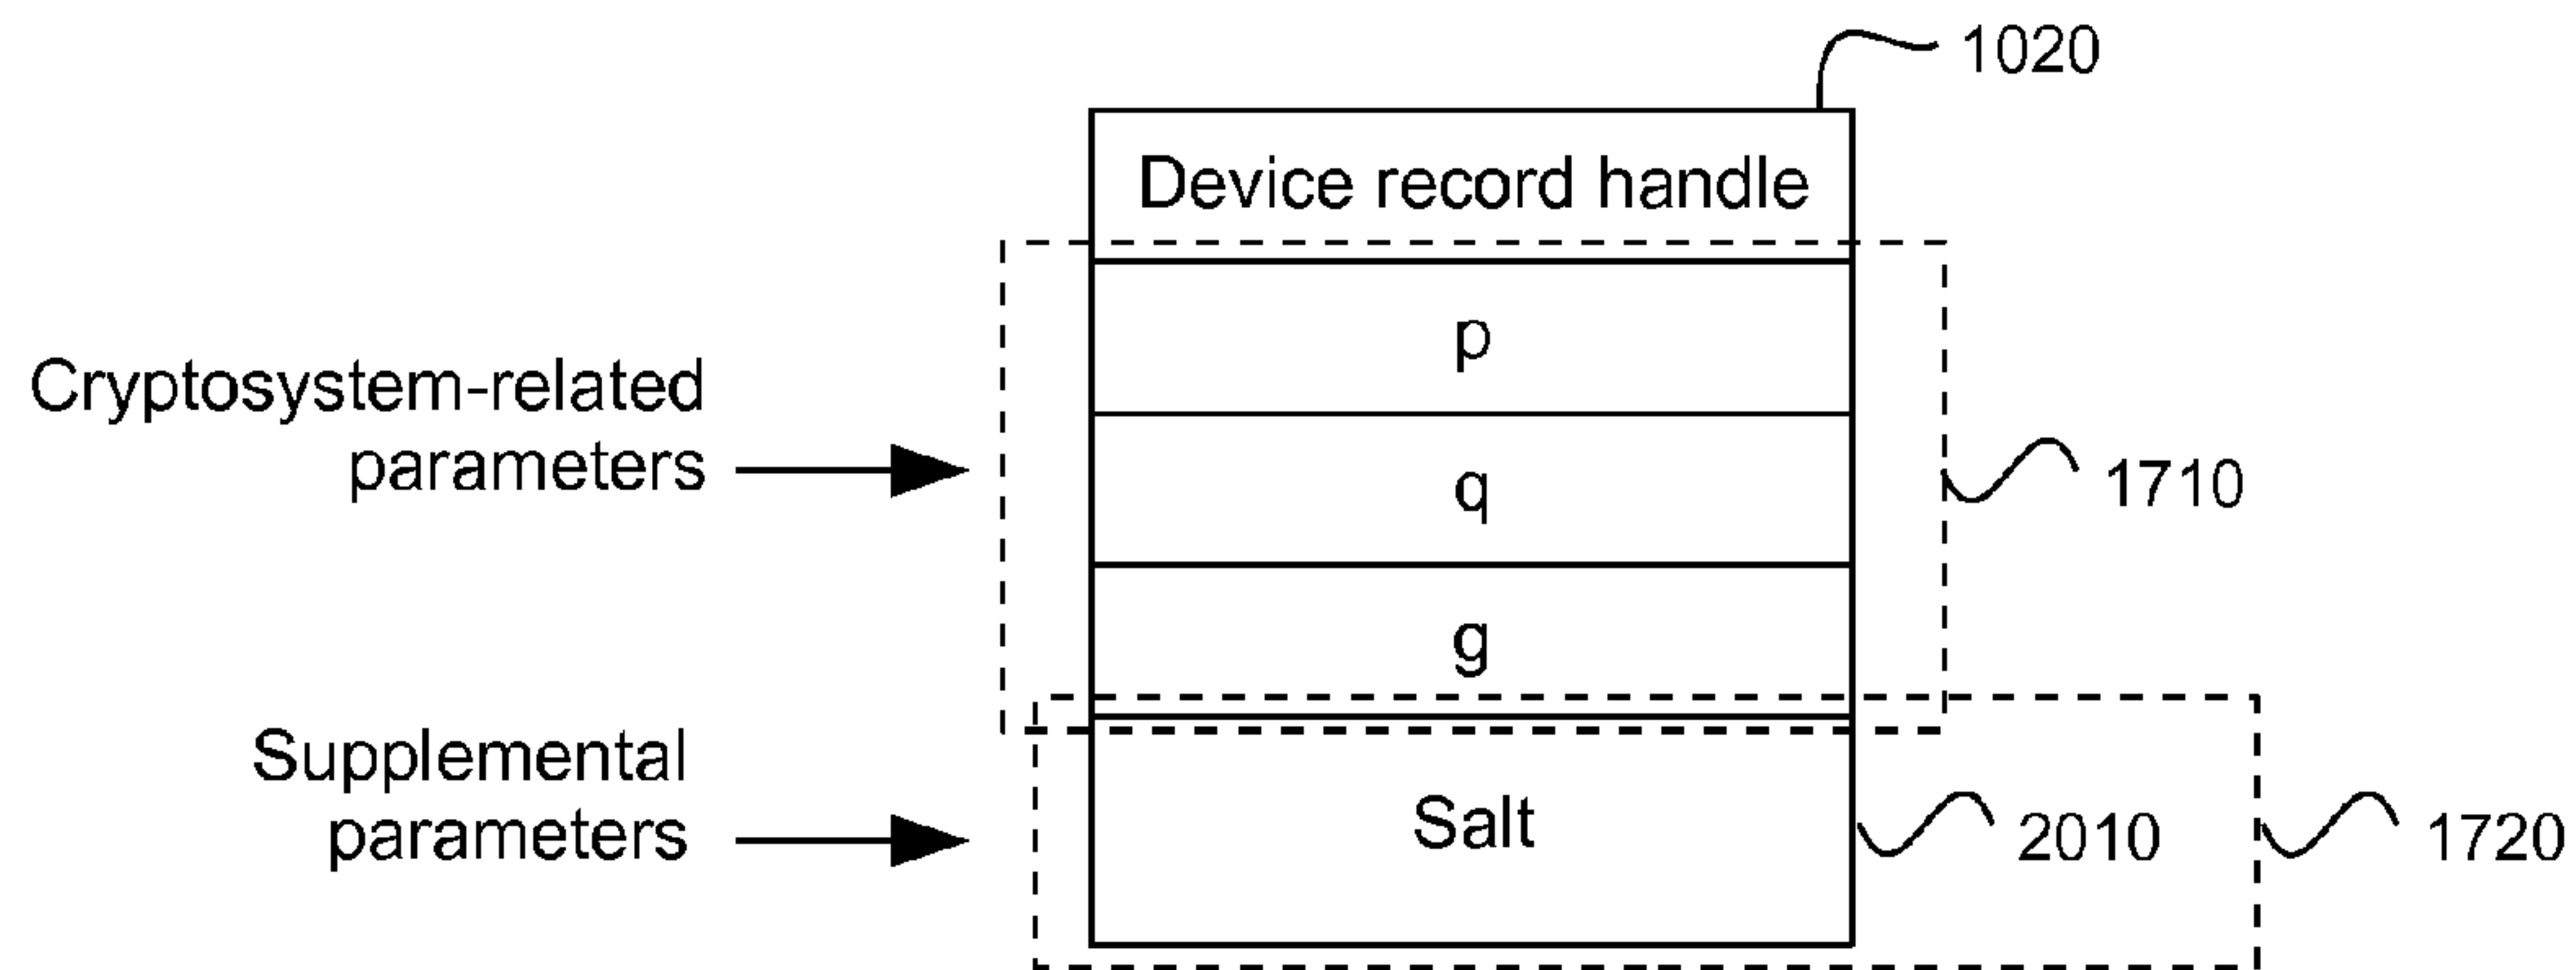 1020
Device record handle
p
Cryptosystem-related
parameters
q
1710
g
Supplemental
parameters
Salt
2010
1720